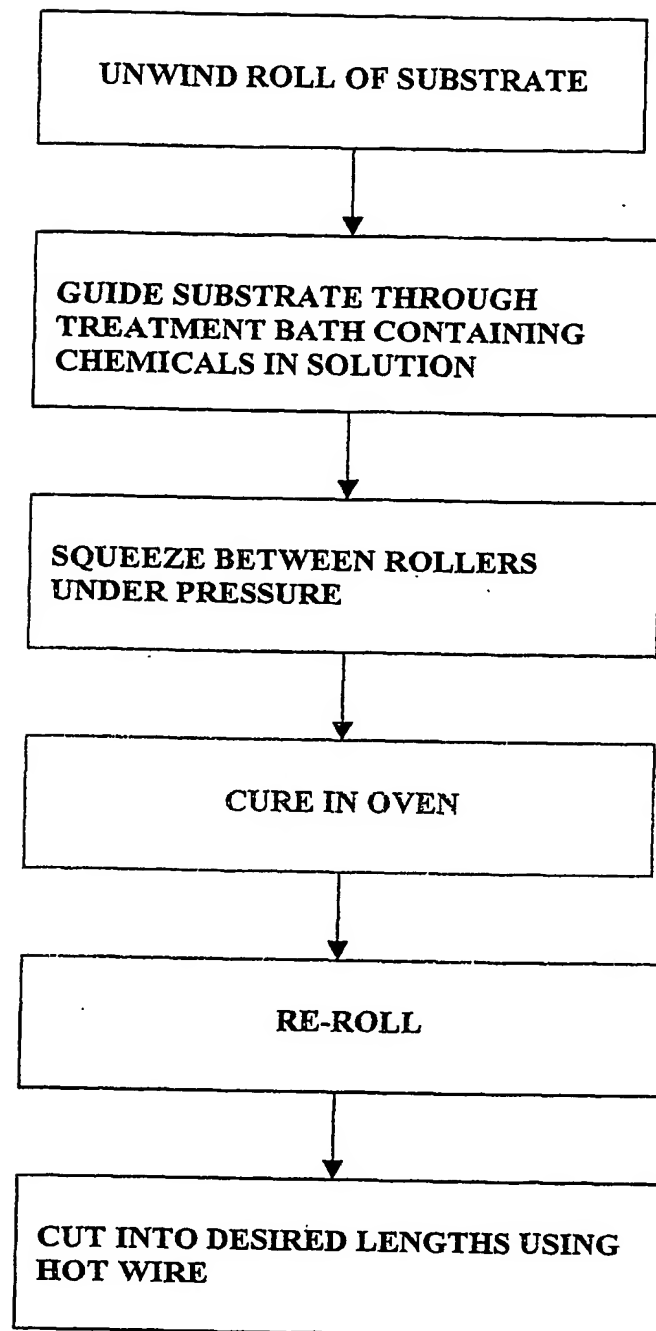 UNWIND ROLL OF SUBSTRATE
GUIDE SUBSTRATE THROUGH
TREATMENT BATH CONTAINING
CHEMICALS IN SOLUTION
SQUEEZE BETWEEN ROLLERS
UNDER PRESSURE
CURE IN OVEN
RE-ROLL
CUT INTO DESIRED LENGTHS USING
HOT WIRE